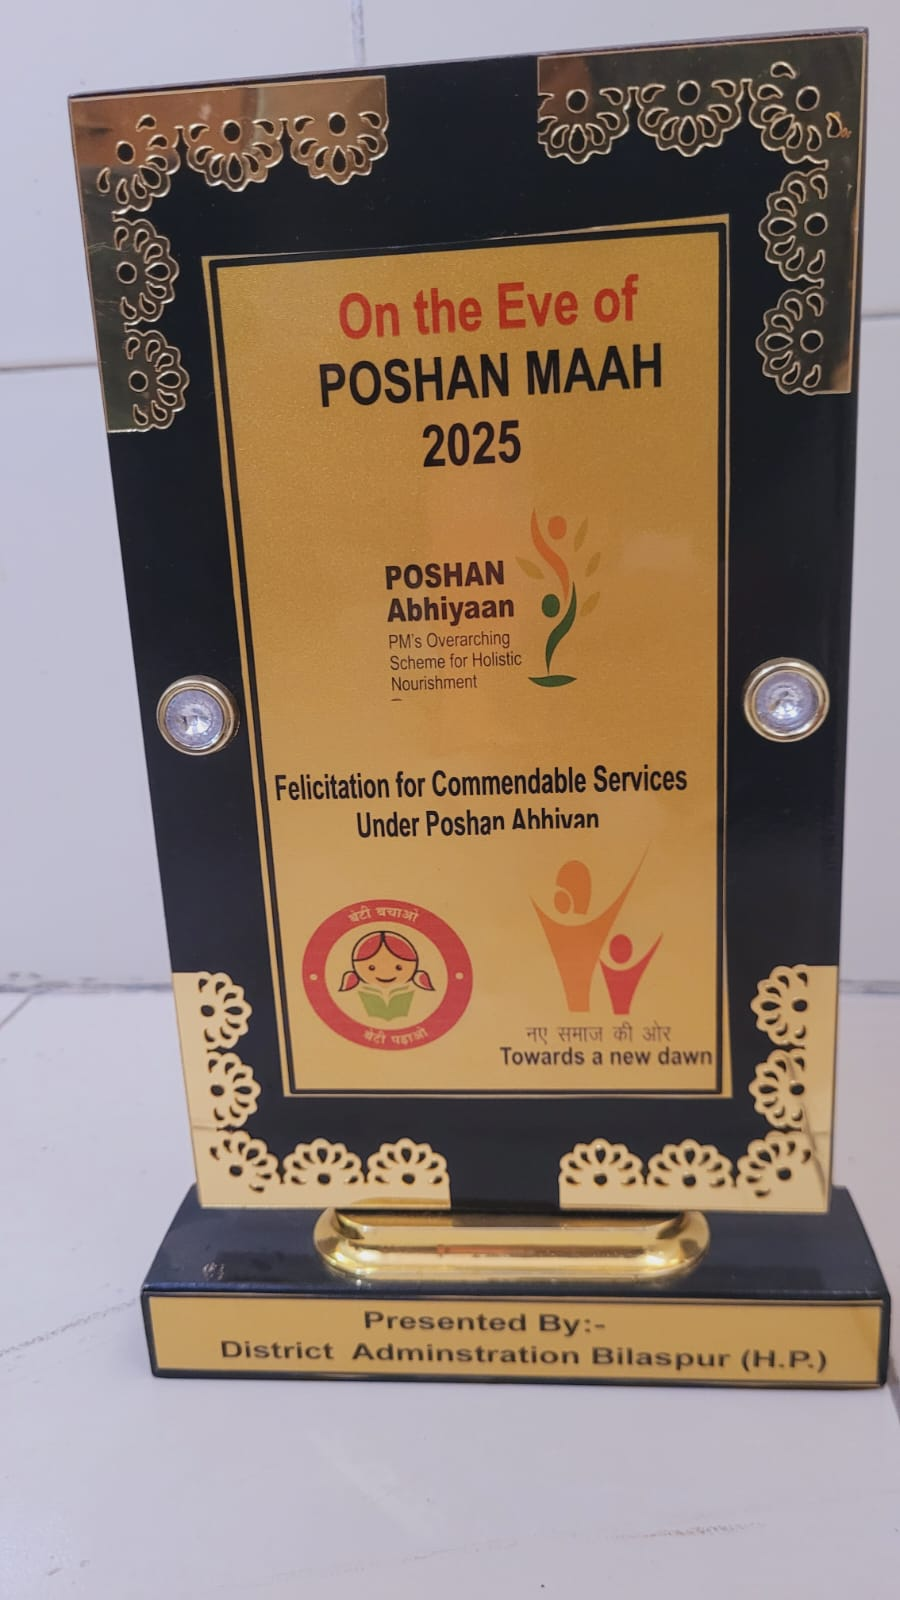 On the Eve of
POSHAN MAAH
2025
POSHAN
Abhiyaan
PM's Overarching
Scheme for Holistic
Nourishment
Felicitation for Commendable Services
Under Poshan Abhiyan
बेटी बचाओ
बेटी पढ़ाओ
नए समाज की ओर
Towards a new dawn
Presented By:-
District Adminstration Bilaspur (H.P.)